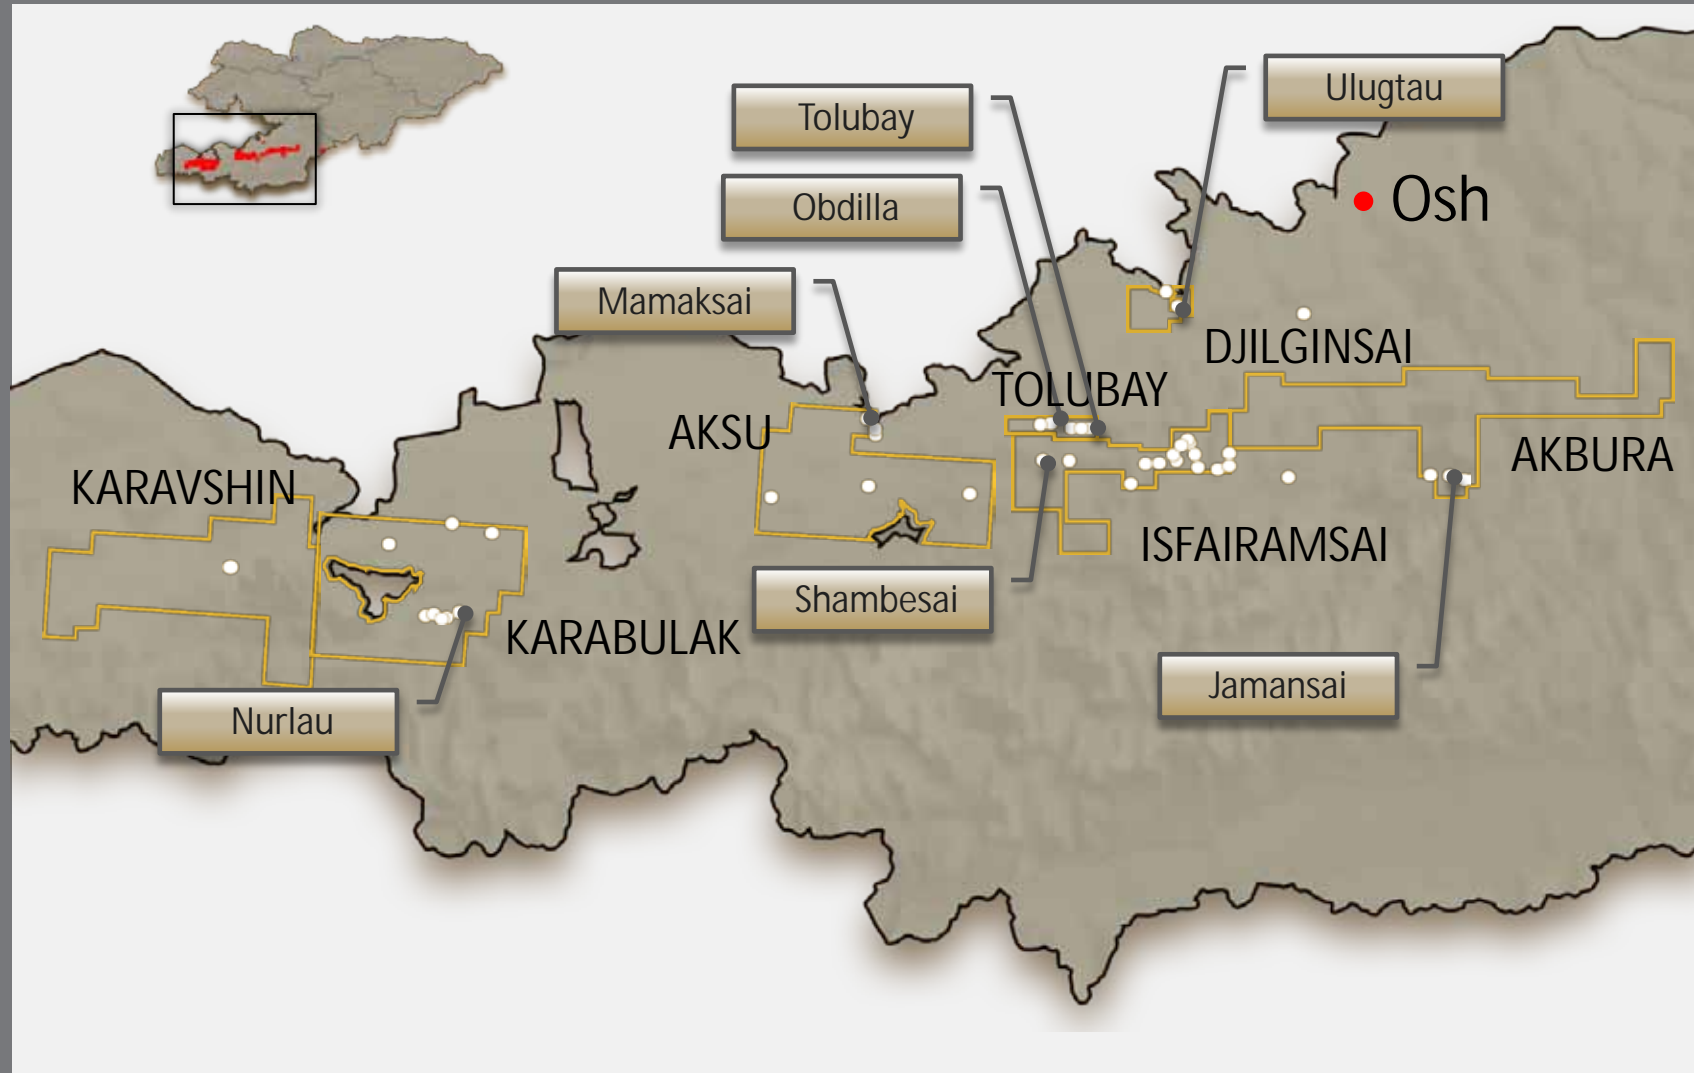 Ulugtau
Tolubay
Osh
Obdilla
Mamaksai
DJILGINSAI
TOLUBAY
AKSU
AKBURA
KARAVSHIN
ISFAIRAMSAI
Shambesai
KARABULAK
Jamansai
Nurlau